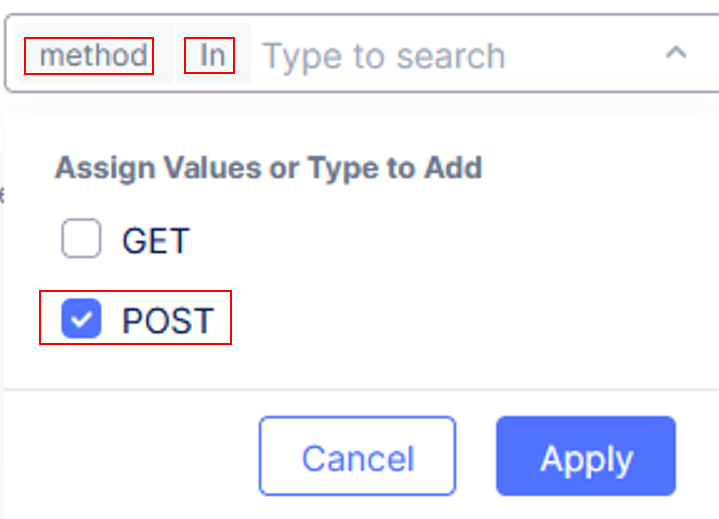 method In Type to search
Assign Values or Type to Add
GET
POST
Cancel Apply